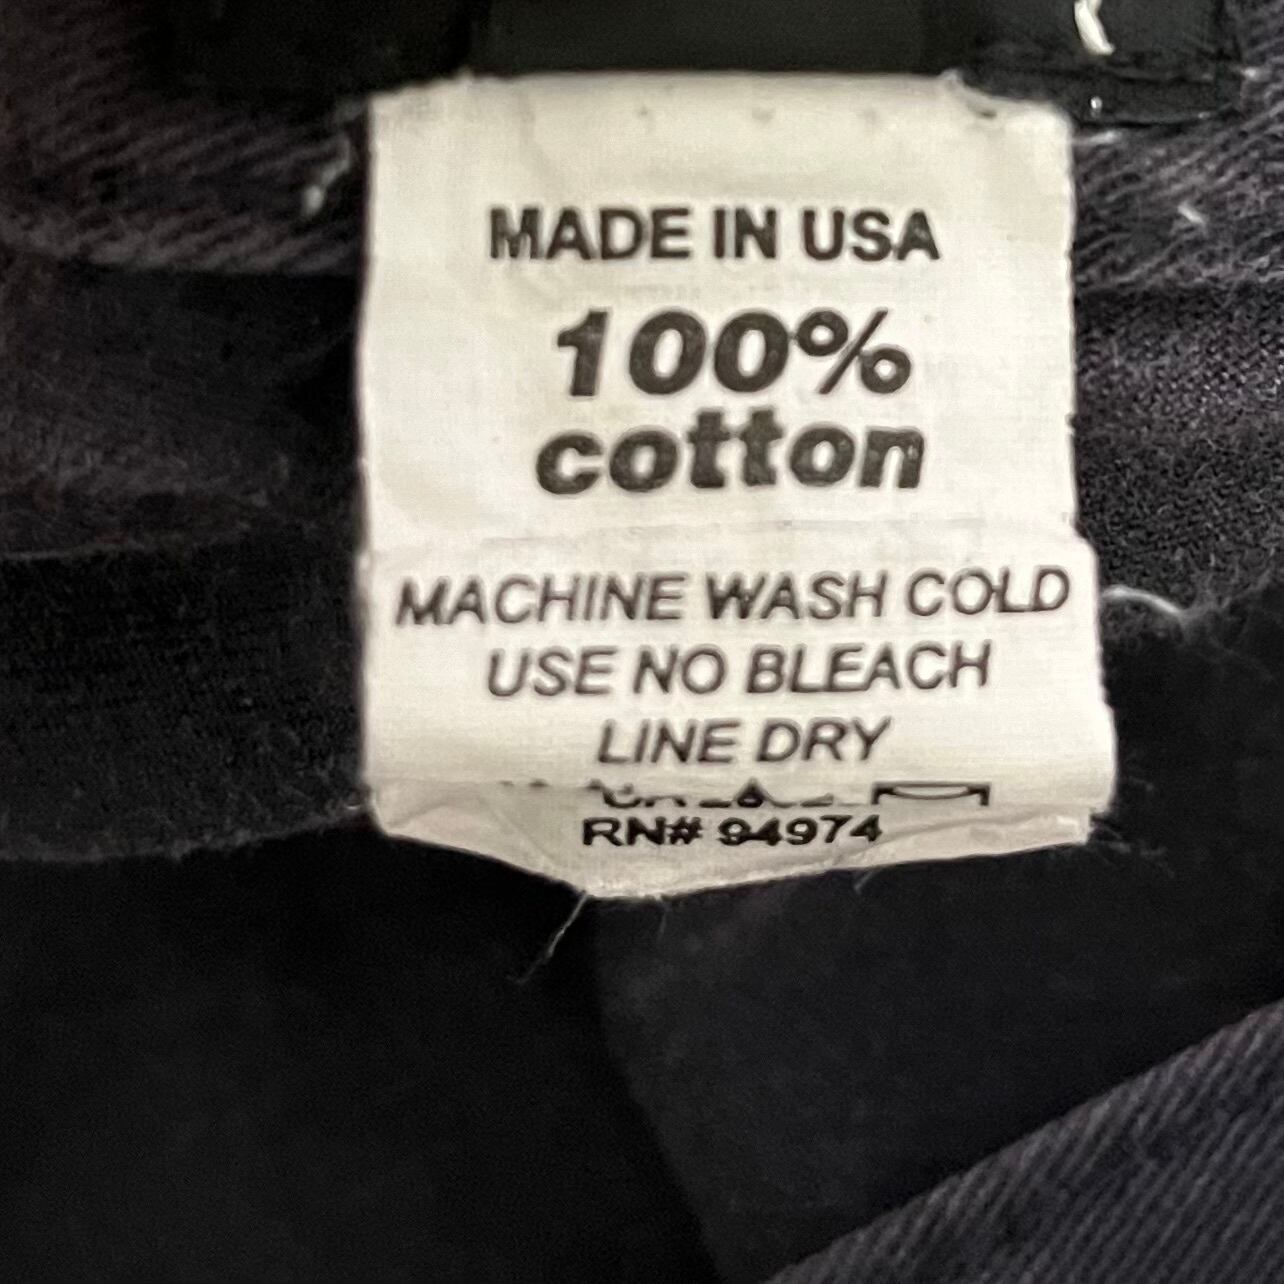 MADE IN USA
100%
cotton
MACHINE WASH COLD
USE NO BLEACH
LINE DRY
RN# 94974